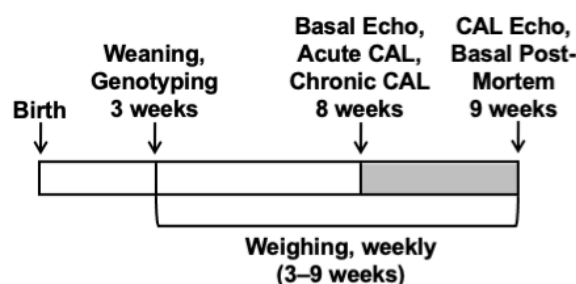 Birth
Weaning,
Genotyping
3 weeks
Basal Echo,
Acute CAL,
Chronic CAL
8 weeks
CAL Echo,
Basal Post-
Mortem
9 weeks
Weighing, weekly
(3–9 weeks)